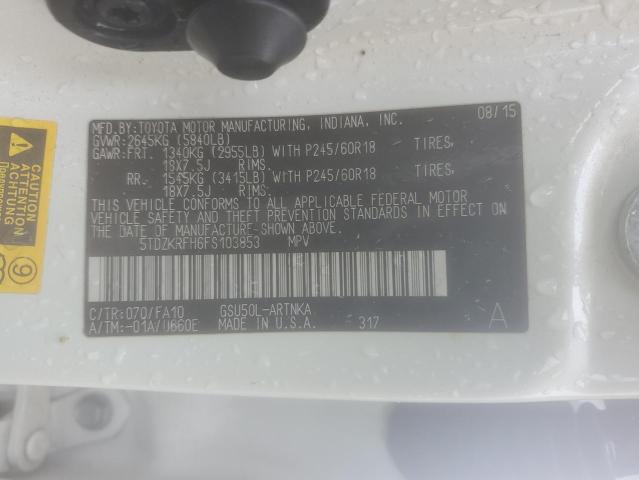 MFD.BY:TOYOTA MOTOR MANUFACTURING, INDIANA, INC. 08/15
GVWR:2645KG (5840LB)
GAWR:FRT. 1340KG (2955LB) WITH P245/60R18 TIRES,
18X7.5J RIMS.
RR. 1545KG (3415LB) WITH P245/60R18 TIRES,
18X7.5J RIMS.
THIS VEHICLE CONFORMS TO ALL APPLICABLE FEDERAL MOTOR
VEHICLE SAFETY AND THEFT PREVENTION STANDARDS IN EFFECT ON
THE DATE OF MANUFACTURE SHOWN ABOVE.
5TDZKRFH6FS103853 MPV
C/TR:070/FA10 GSU50L-ARTNKA
A/TM:-01A/U660E MADE IN U.S.A. 317 A
CAUTION
ATTENTION
ACHTUNG
9